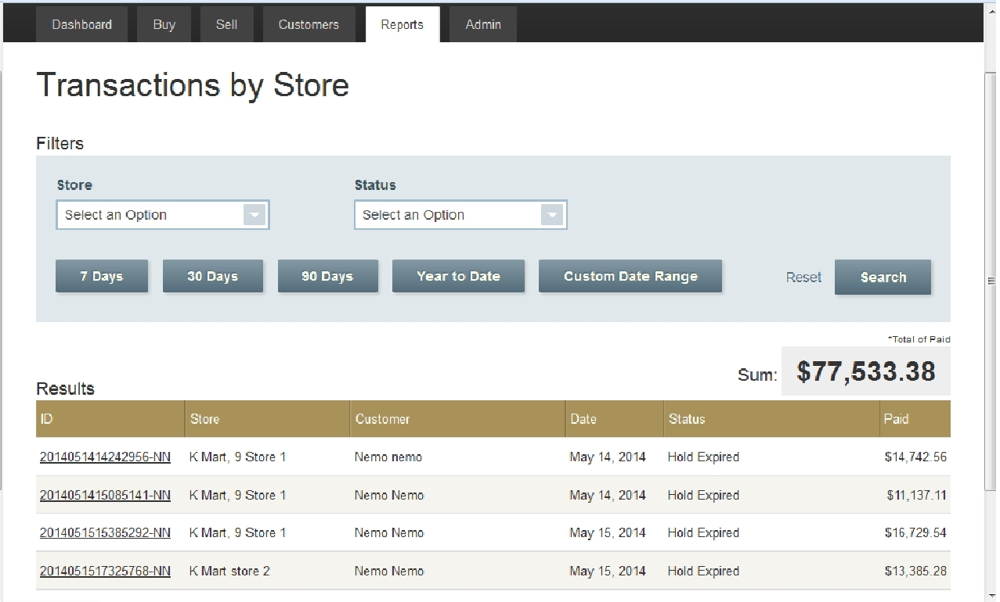 Dashboard Buy Sell Customers Reports Admin
Transactions by Store
Filters
Store Status
Select an Option Select an Option
7 Days 30 Days 90 Days Year to Date Custom Date Range Reset Search
*Total of Paid
Sum: $77,533.38
Results
ID Store Customer Date Status Paid
2014051414242956-NN K Mart, 9 Store 1 Nemo nemo May 14, 2014 Hold Expired $14,742.56
2014051415085141-NN K Mart, 9 Store 1 Nemo Nemo May 14, 2014 Hold Expired $11,137.11
2014051515385292-NN K Mart, 9 Store 1 Nemo Nemo May 15, 2014 Hold Expired $16,729.54
2014051517325768-NN K Mart store 2 Nemo Nemo May 15, 2014 Hold Expired $13,385.28